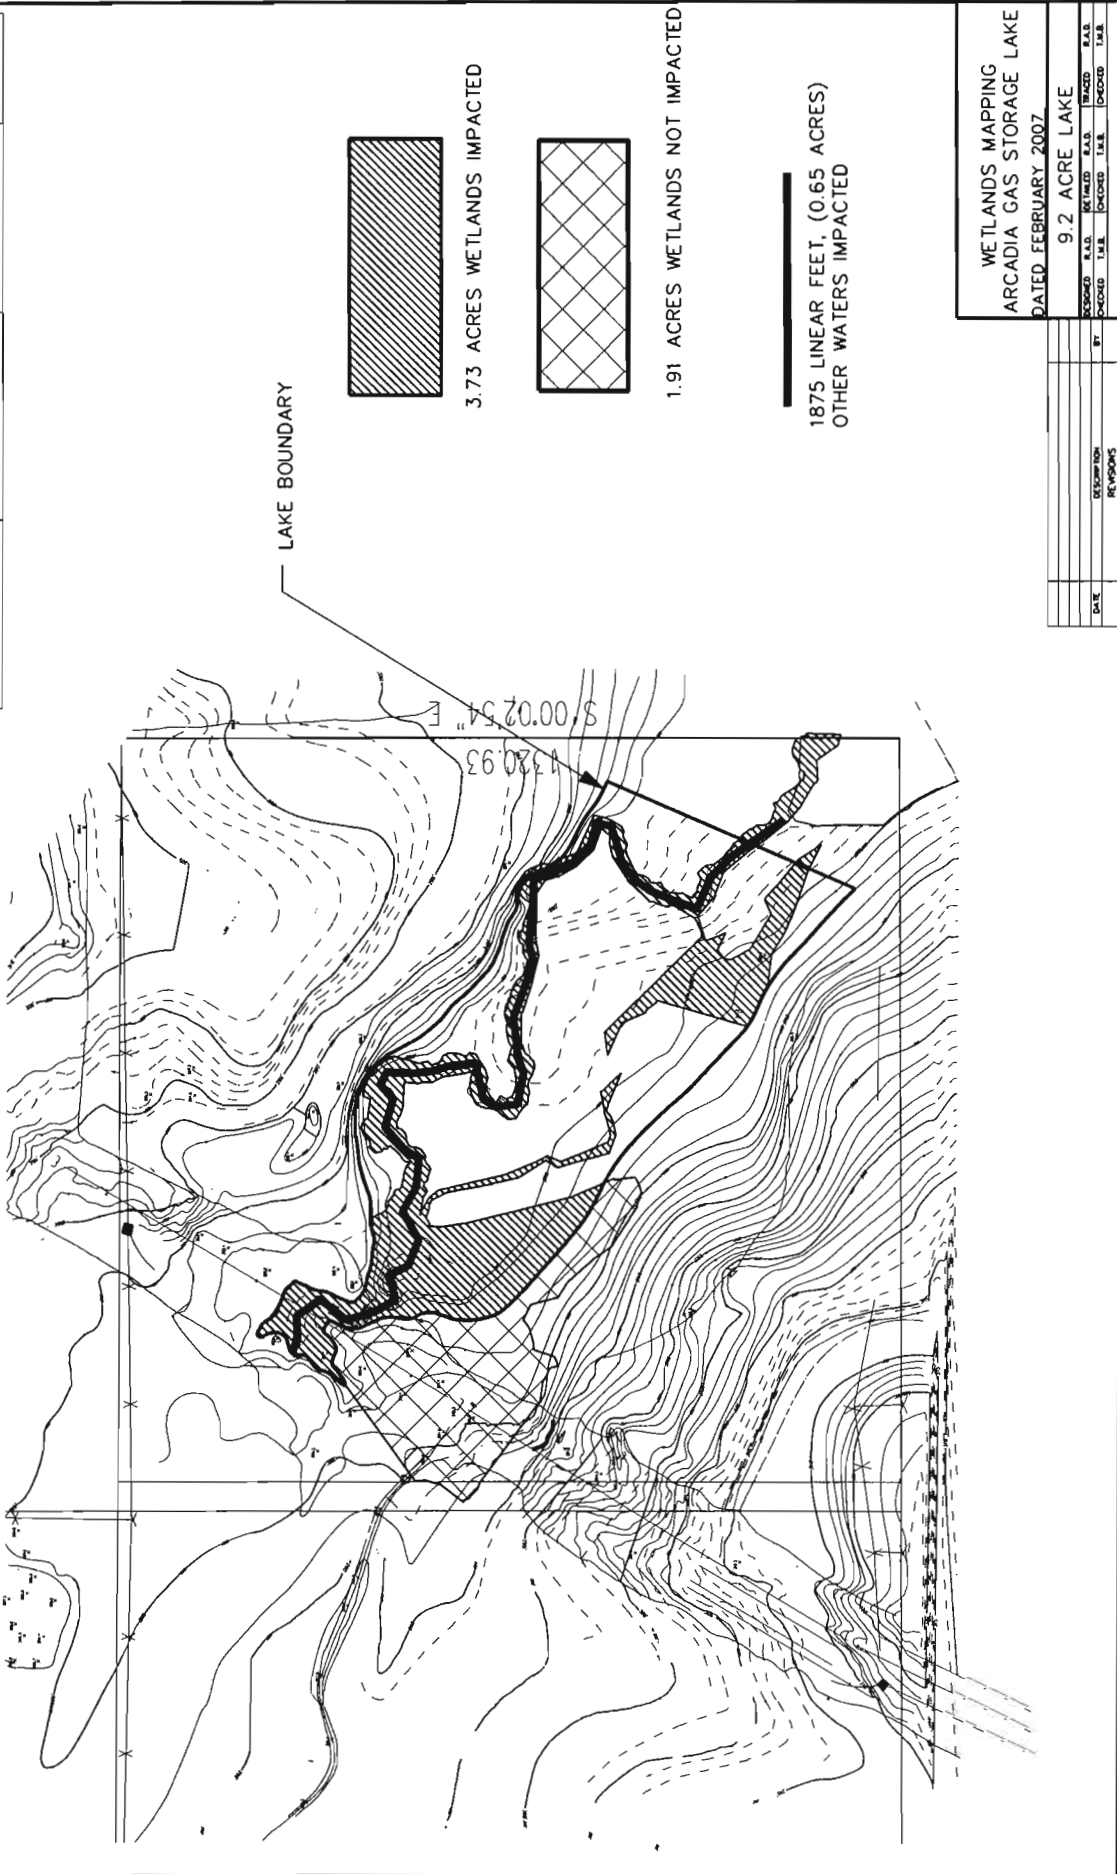 LAKE BOUNDARY
3.73 ACRES WETLANDS IMPACTED
1.91 ACRES WETLANDS NOT IMPACTED
1875 LINEAR FEET, (0.65 ACRES)
OTHER WATERS IMPACTED
S 00°02'54" E
1320.93
WETLANDS MAPPING
ARCADIA GAS STORAGE LAKE
DATED FEBRUARY 2007
9.2 ACRE LAKE
DESIGNED R.A.D. DETAILED R.A.D. TRACED R.A.D.
CHECKED T.M.B. CHECKED T.M.B. CHECKED T.M.B.
DATE DESCRIPTION BY
REVISIONS